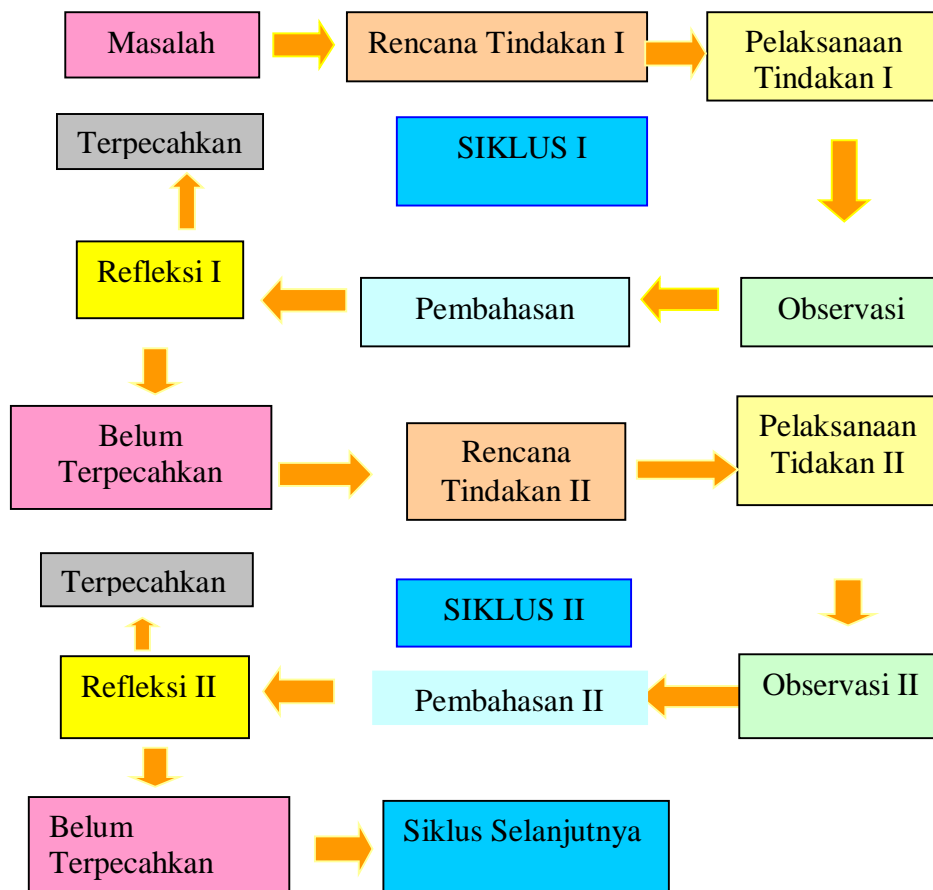 Masalah
Rencana Tindakan I
Pelaksanaan
Tindakan I
Terpecahkan
SIKLUS I
Refleksi I
Pembahasan
Observasi
Belum
Terpecahkan
Rencana
Tindakan II
Pelaksanaan
Tidakan II
Terpecahkan
SIKLUS II
Refleksi II
Pembahasan II
Observasi II
Belum
Terpecahkan
Siklus Selanjutnya